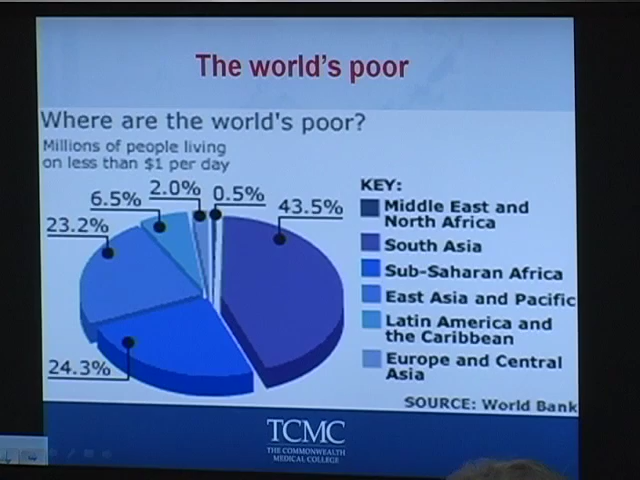 The world's poor
Where are the world's poor?
Millions of people living
on less than $1 per day
6.5%
2.0%
0.5%
43.5%
23.2%
24.3%
KEY:
Middle East and
North Africa
South Asia
Sub-Saharan Africa
East Asia and Pacific
Latin America and
the Caribbean
Europe and Central
Asia
SOURCE: World Bank
TCMC
THE COMMONWEALTH
MEDICAL COLLEGE